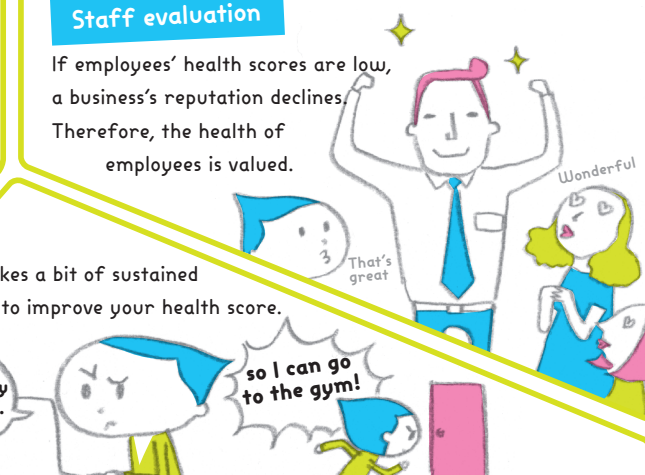 Staff evaluation
If employees' health scores are low,
a business's reputation declines.
Therefore, the health of
employees is valued.
Wonderful
That's
great
a bit of sustained
to improve your health score.
so I can go
to the gym!